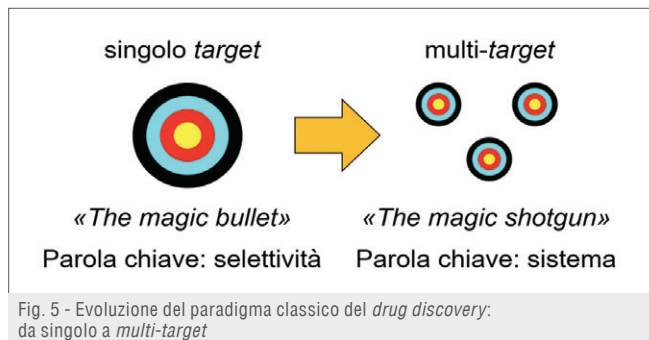 singolo target
multi-target
«The magic bullet»
«The magic shotgun»
Parola chiave: selettività
Parola chiave: sistema
Fig. 5 - Evoluzione del paradigma classico del drug discovery:
da singolo a multi-target